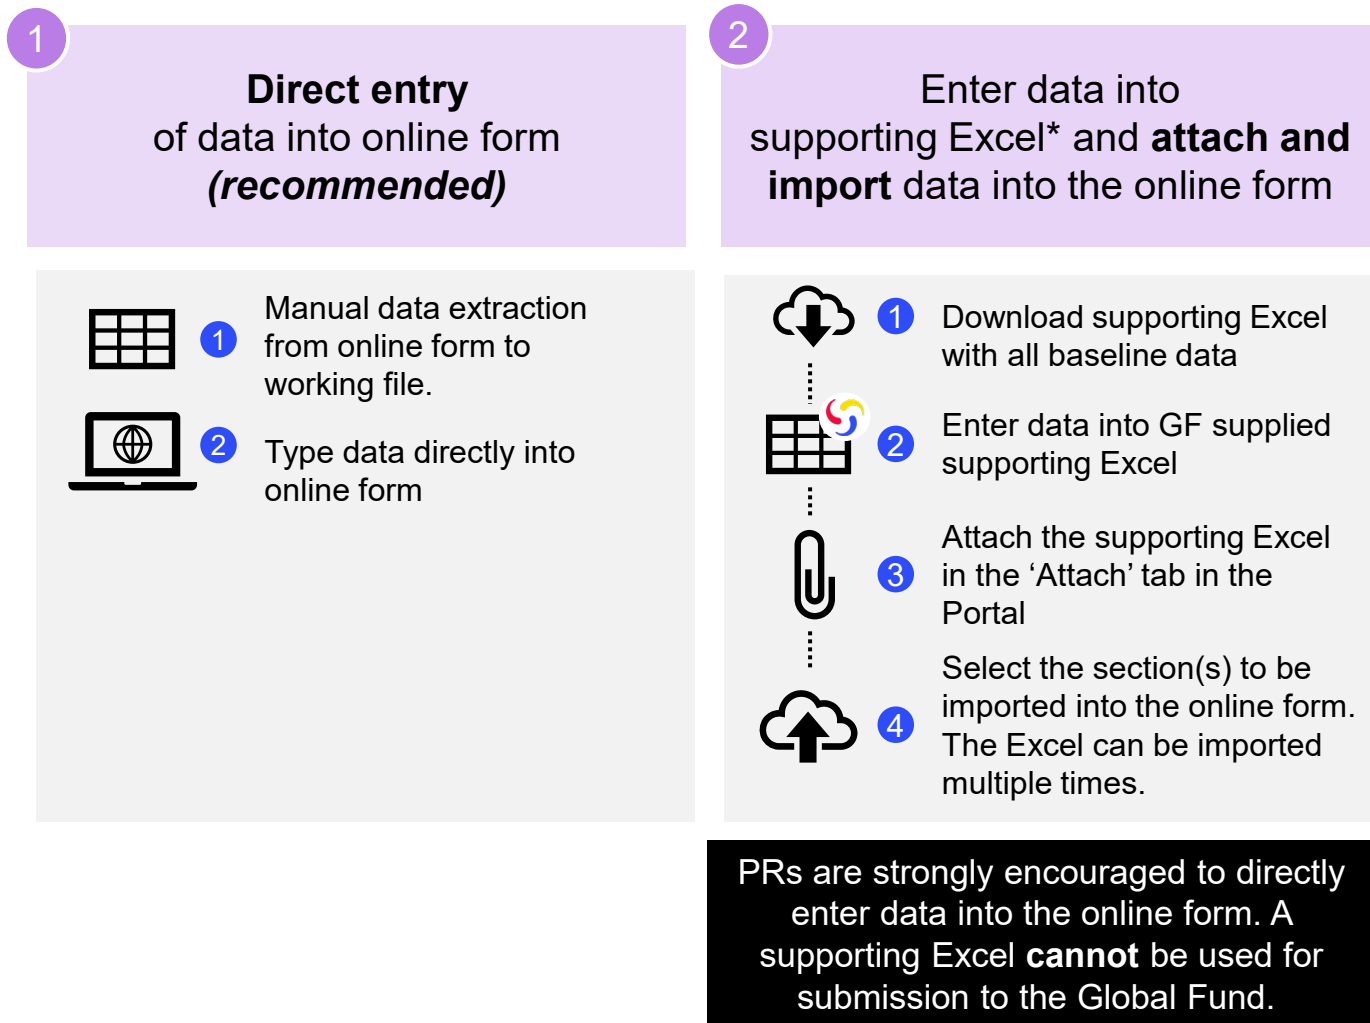 1
Direct entry
of data into online form
(recommended)
1
Manual data extraction
from online form to
working file.
2
Type data directly into
online form
2
Enter data into
supporting Excel* and attach and
import data into the online form
1
Download supporting Excel
with all baseline data
2
Enter data into GF supplied
supporting Excel
3
Attach the supporting Excel
in the ‘Attach’ tab in the
Portal
4
Select the section(s) to be
imported into the online form.
The Excel can be imported
multiple times.
PRs are strongly encouraged to directly
enter data into the online form. A
supporting Excel cannot be used for
submission to the Global Fund.